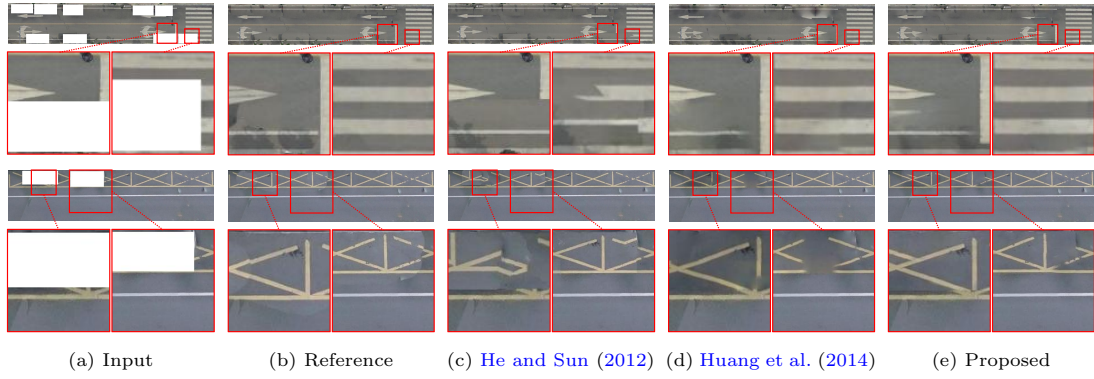 (a) Input (b) Reference (c) He and Sun (2012) (d) Huang et al. (2014) (e) Proposed